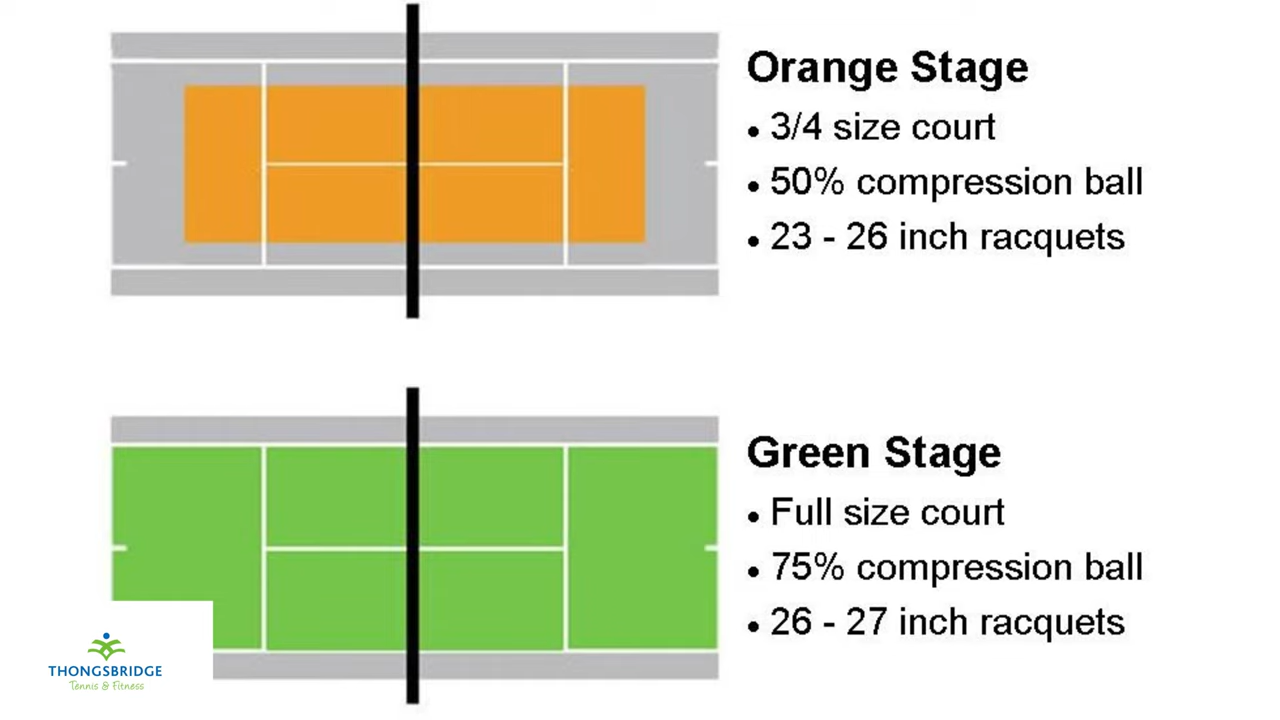 Orange Stage
• 3/4 size court
• 50% compression ball
• 23 - 26 inch racquets
Green Stage
• Full size court
• 75% compression ball
• 26 - 27 inch racquets
THONGSBRIDGE
Tennis & Fitness